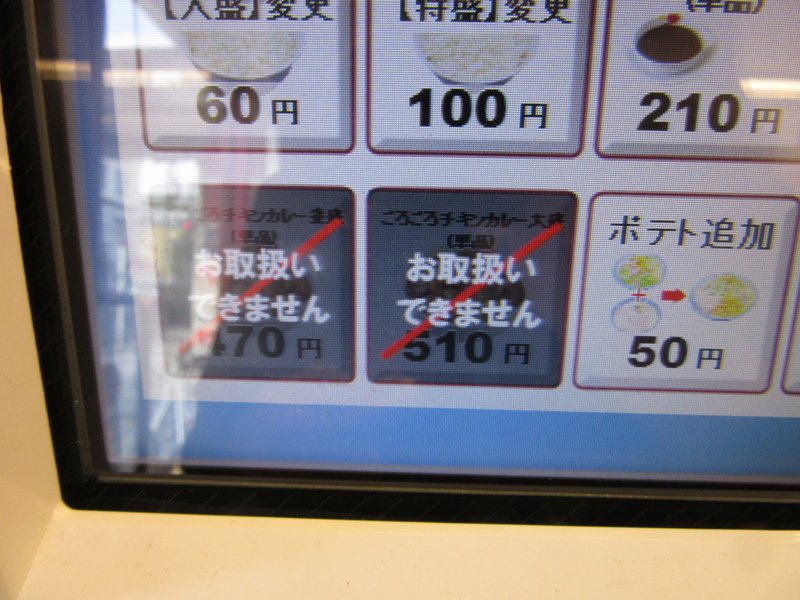 【大盛】変更
【特盛】変更
(単品)
60円
100円
210円
ごろごろチキンカレー並盛
(単品)
お取扱い
できません
470円
ごろごろチキンカレー大盛
(単品)
お取扱い
できません
510円
ポテト追加
50円